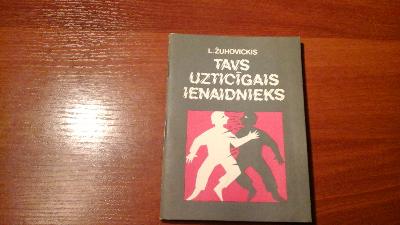 L. ŽUHOVICKIS
TAVS
UZTICĪGAIS
IENAIDNIEKS